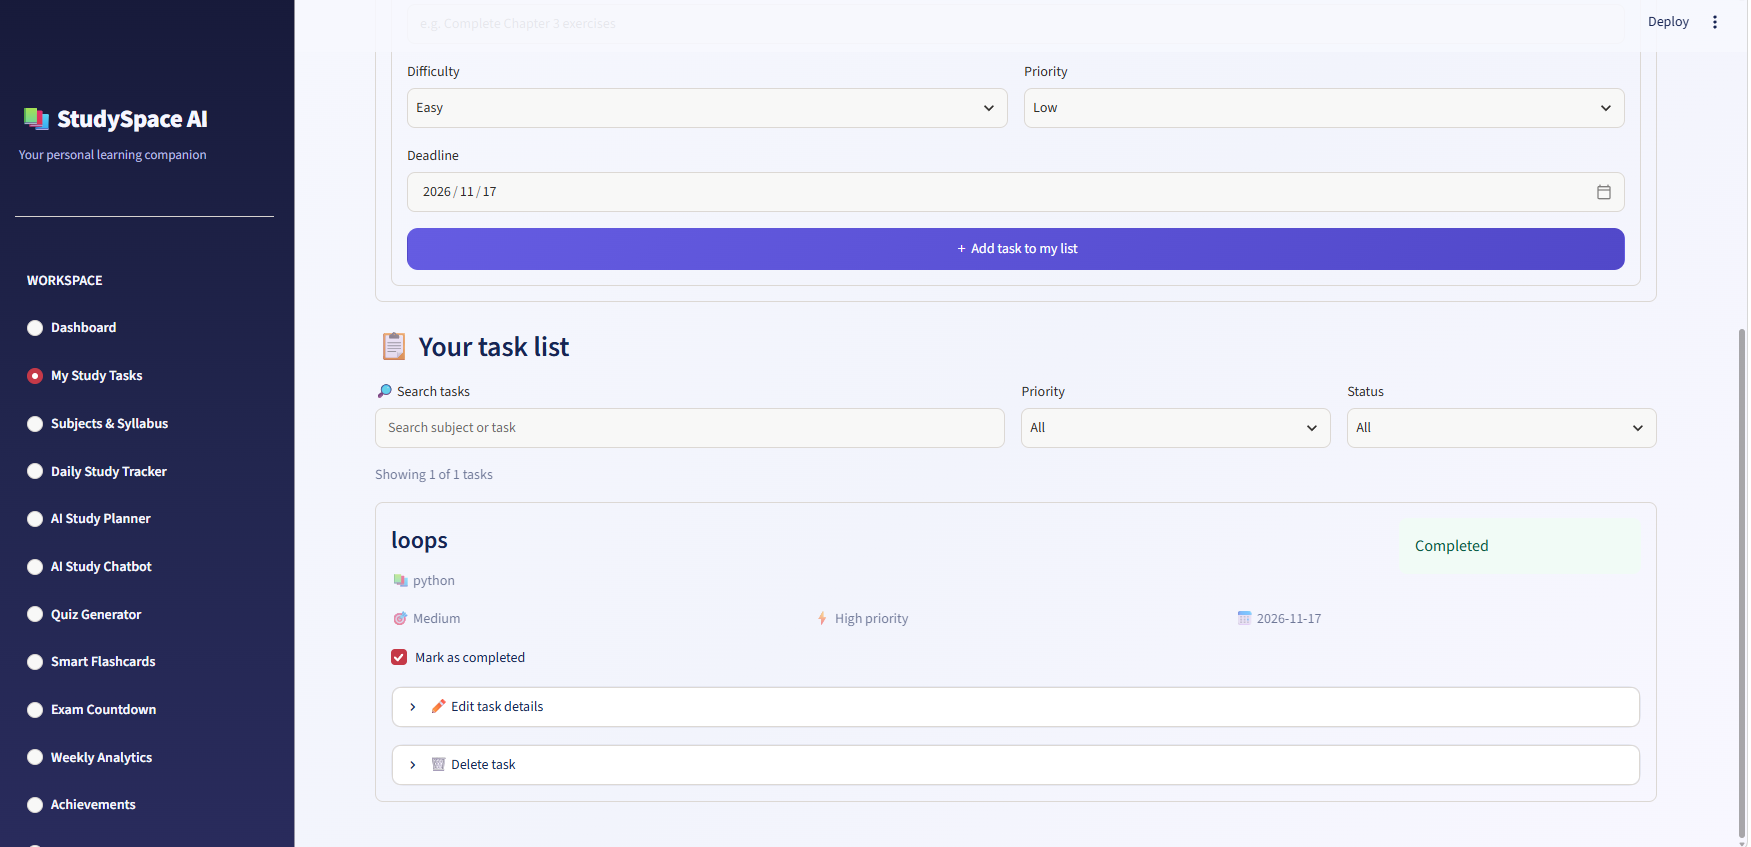 StudySpace AI
Your personal learning companion
WORKSPACE
Dashboard
My Study Tasks
Subjects & Syllabus
Daily Study Tracker
AI Study Planner
AI Study Chatbot
Quiz Generator
Smart Flashcards
Exam Countdown
Weekly Analytics
Achievements
Deploy
e.g. Complete Chapter 3 exercises
Difficulty
Priority
Easy
Low
Deadline
2026/11/17
+ Add task to my list
Your task list
Search tasks
Priority
Status
Search subject or task
All
All
Showing 1 of 1 tasks
loops
Completed
python
Medium
High priority
2026-11-17
Mark as completed
Edit task details
Delete task